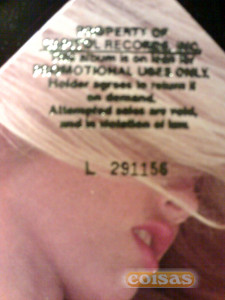 PROPERTY OF
CAPITOL RECORDS, INC.
This album is on loan for
PROMOTIONAL USES ONLY.
Holder agrees to return it
on demand.
Attempted sales are void,
and in violation of law.
L 291156
coisas